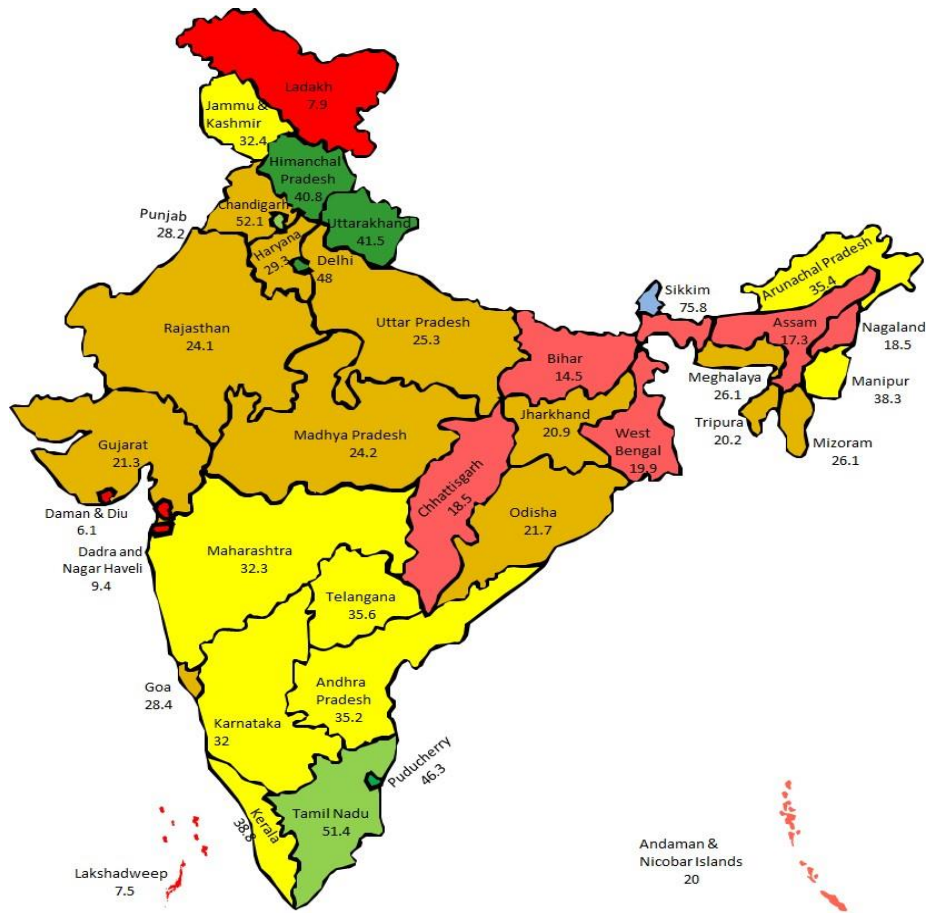 Ladakh
7.9
Jammu &
Kashmir
32.4
Himanchal
Pradesh
40.8
Chandigarh
52.1
Punjab
28.2
Uttarakhand
41.5
Haryana
29.3
Delhi
48
Rajasthan
24.1
Uttar Pradesh
25.3
Sikkim
75.8
Arunachal Pradesh
35.4
Assam
17.3
Nagaland
18.5
Bihar
14.5
Meghalaya
26.1
Manipur
38.3
Tripura
20.2
Mizoram
26.1
Jharkhand
20.9
West
Bengal
19.9
Gujarat
21.3
Madhya Pradesh
24.2
Chhattisgarh
18.5
Odisha
21.7
Daman & Diu
6.1
Dadra and
Nagar Haveli
9.4
Maharashtra
32.3
Telangana
35.6
Goa
28.4
Karnataka
32
Andhra
Pradesh
35.2
Puducherry
46.3
Kerala
38.8
Tamil Nadu
51.4
Lakshadweep
7.5
Andaman &
Nicobar Islands
20